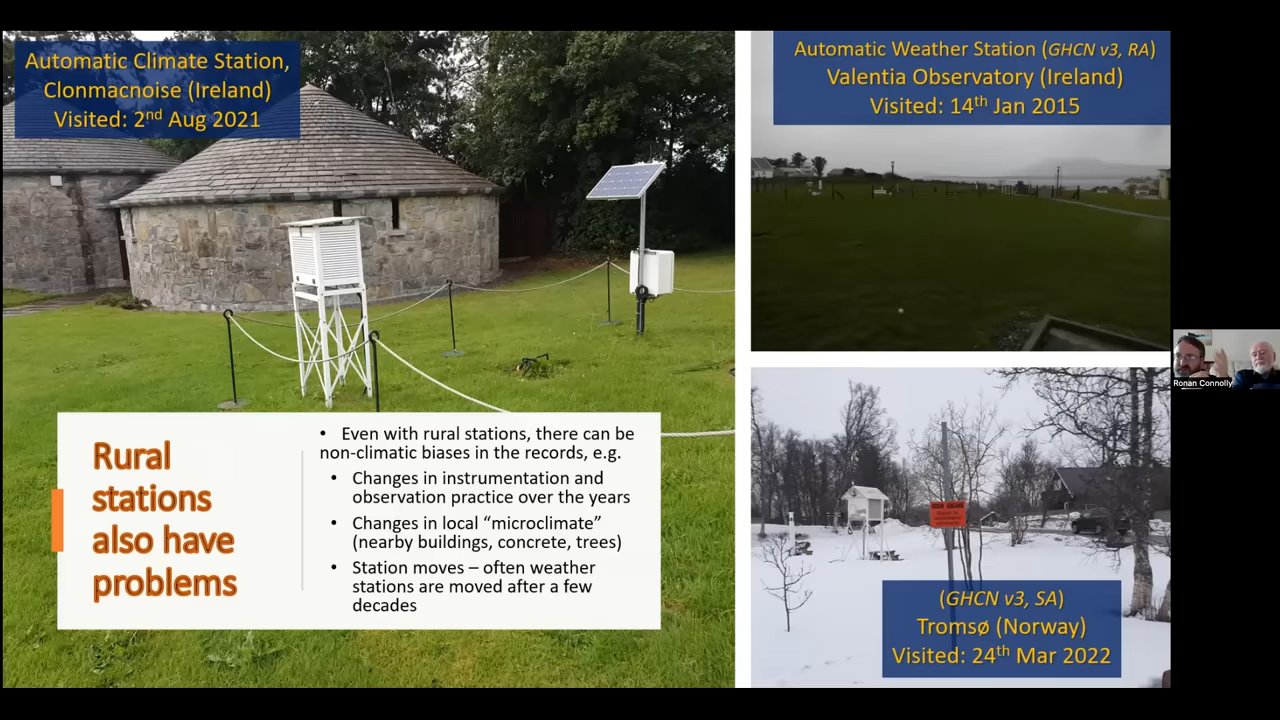 Automatic Climate Station,
Clonmacnoise (Ireland)
Visited: 2nd Aug 2021
Automatic Weather Station (GHCN v3, RA)
Valentia Observatory (Ireland)
Visited: 14th Jan 2015
Rural
stations
also have
problems
• Even with rural stations, there can be
non-climatic biases in the records, e.g.
• Changes in instrumentation and
observation practice over the years
• Changes in local “microclimate”
(nearby buildings, concrete, trees)
• Station moves – often weather
stations are moved after a few
decades
(GHCN v3, SA)
Tromsø (Norway)
Visited: 24th Mar 2022
Ronan Connolly